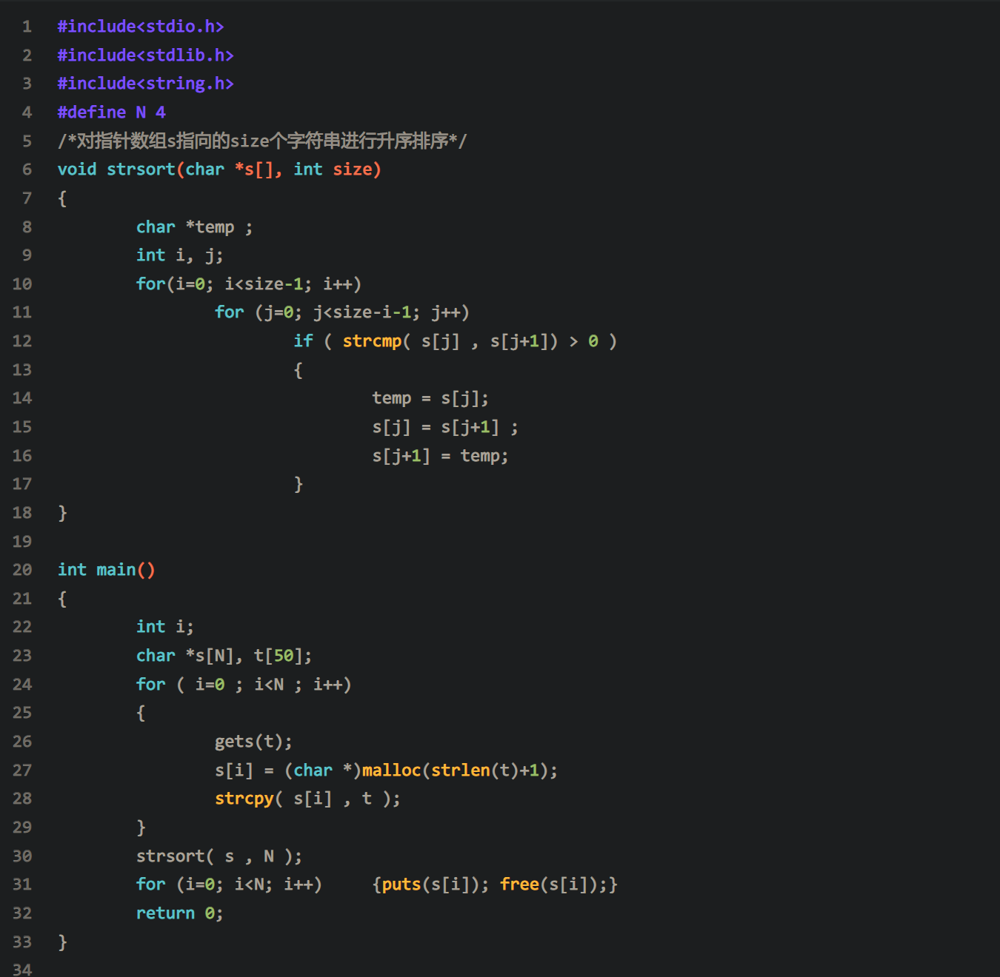 1 #include<stdio.h>
2 #include<stdlib.h>
3 #include<string.h>
4 #define N 4
5 /*对指针数组s指向的size个字符串进行升序排序*/
6 void strsort(char *s[], int size)
7 {
8         char *temp ;
9         int i, j;
10         for(i=0; i<size-1; i++)
11                 for (j=0; j<size-i-1; j++)
12                         if ( strcmp( s[j] , s[j+1]) > 0 )
13                         {
14                                 temp = s[j];
15                                 s[j] = s[j+1] ;
16                                 s[j+1] = temp;
17                         }
18 }
19
20 int main()
21 {
22         int i;
23         char *s[N], t[50];
24         for ( i=0 ; i<N ; i++)
25         {
26                 gets(t);
27                 s[i] = (char *)malloc(strlen(t)+1);
28                 strcpy( s[i] , t );
29         }
30         strsort( s , N );
31         for (i=0; i<N; i++)     {puts(s[i]); free(s[i]);}
32         return 0;
33 }
34